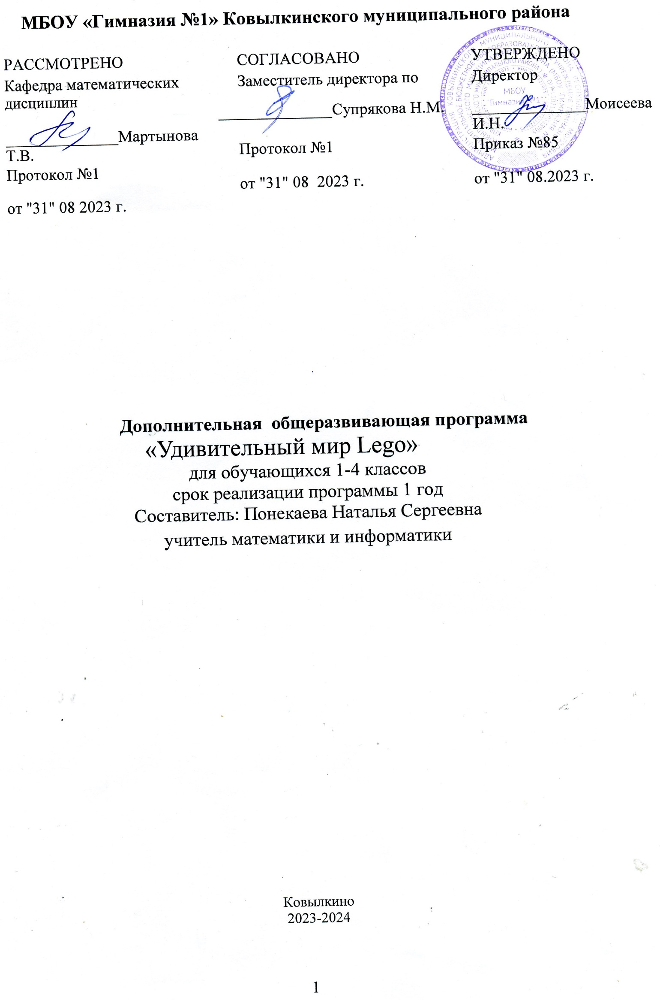 МБОУ «Гимназия №1» Ковылкинского муниципального района
РАССМОТРЕНО
Кафедра математических
дисциплин
______________Мартынова
Т.В.
Протокол №1
от "31" 08 2023 г.
СОГЛАСОВАНО
Заместитель директора по
______________Супрякова Н.М.
Протокол №1
от "31" 08  2023 г.
УТВЕРЖДЕНО
Директор
______________Моисеева
И.Н.
Приказ №85
от "31" 08.2023 г.
МБОУ
"Гимназия №1"
Дополнительная  общеразвивающая программа
«Удивительный мир Lego»
для обучающихся 1-4 классов
срок реализации программы 1 год
Составитель: Понекаева Наталья Сергеевна
учитель математики и информатики
Ковылкино
2023-2024
1